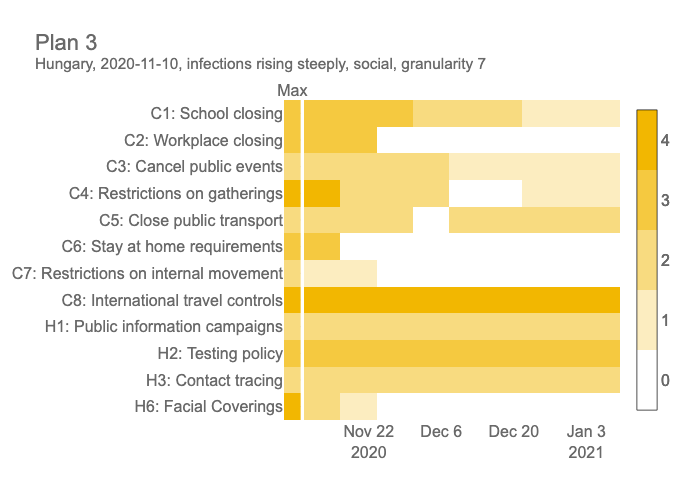 Plan 3
Hungary, 2020-11-10, infections rising steeply, social, granularity 7
Max
C1: School closing
C2: Workplace closing
C3: Cancel public events
C4: Restrictions on gatherings
C5: Close public transport
C6: Stay at home requirements
C7: Restrictions on internal movement
C8: International travel controls
H1: Public information campaigns
H2: Testing policy
H3: Contact tracing
H6: Facial Coverings
4
3
2
1
0
Nov 22 Dec 6 Dec 20 Jan 3
2020 2021